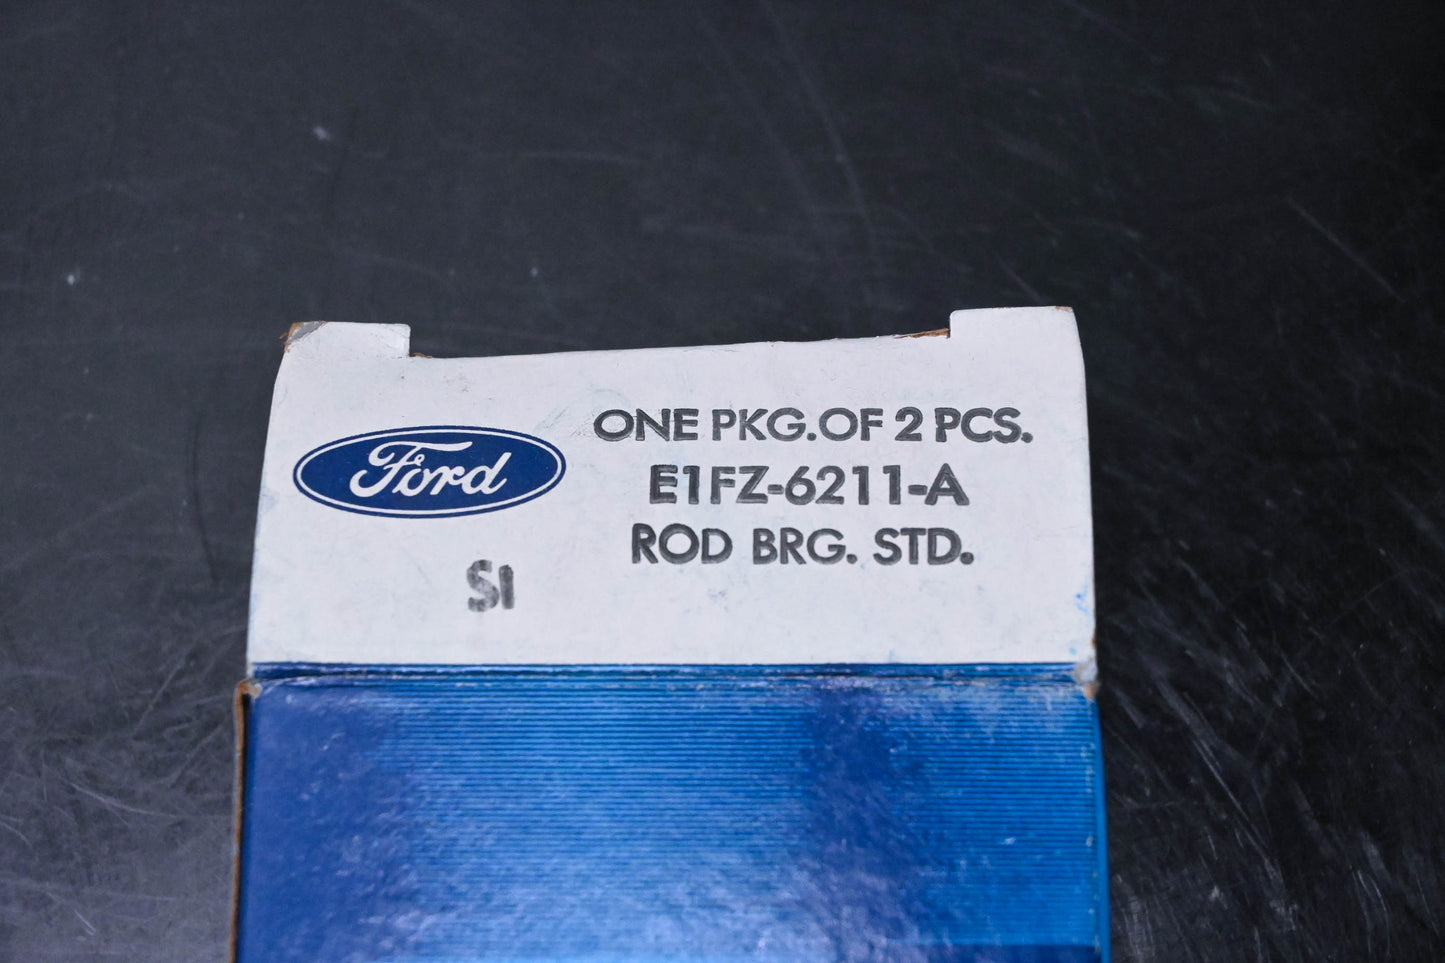 Ford
ONE PKG. OF 2 PCS.
E1FZ-6211-A
ROD BRG. STD.
SI